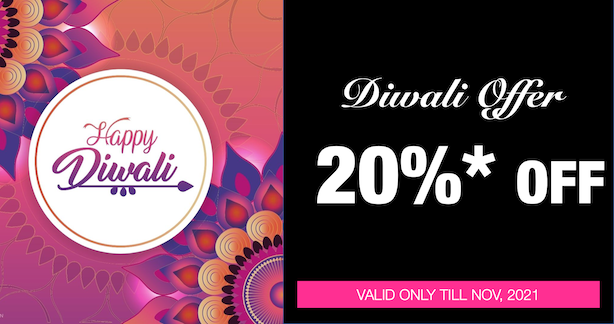 Happy
Diwali
Diwali Offer
20%* OFF
VALID ONLY TILL NOV, 2021